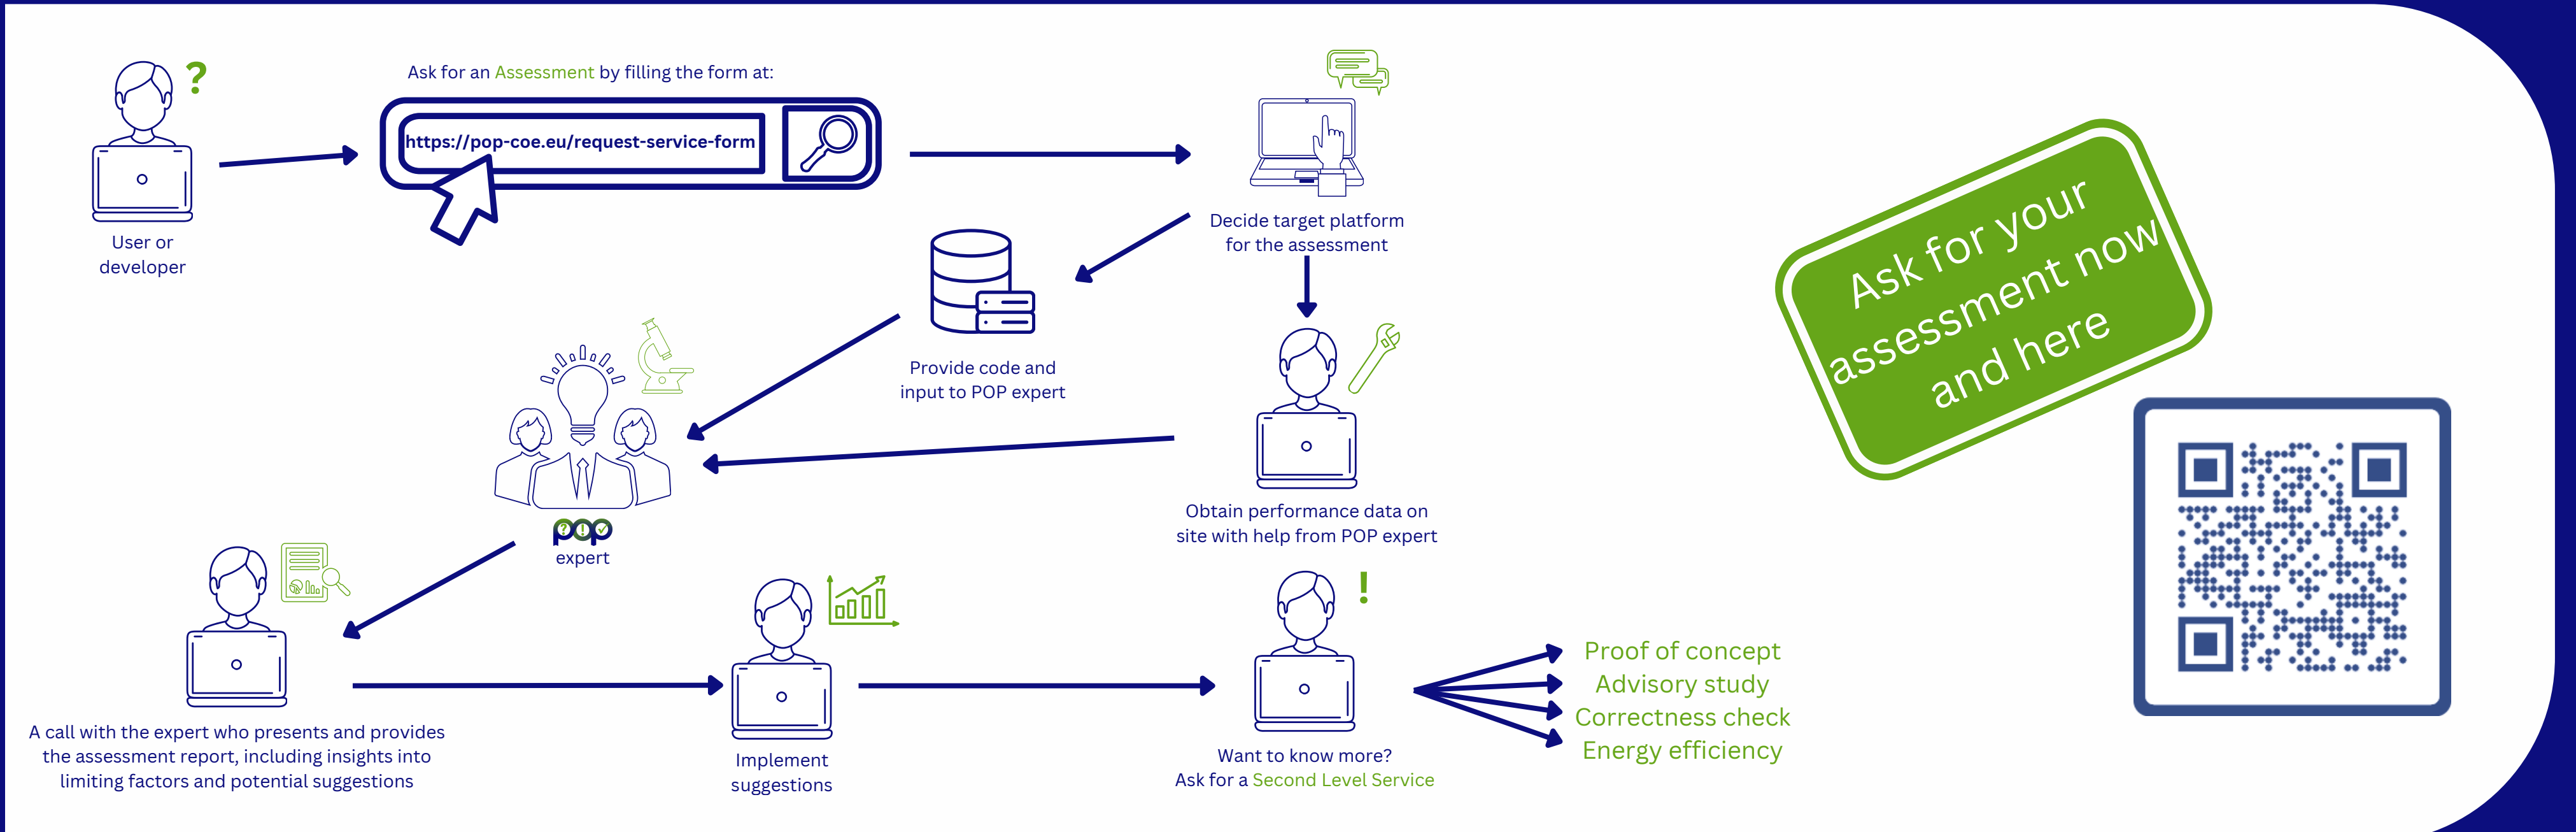 Ask for an Assessment by filling the form at:
https://pop-coe.eu/request-service-form
User or
developer
Decide target platform
for the assessment
Provide code and
input to POP expert
Obtain performance data on
site with help from POP expert
pop
expert
A call with the expert who presents and provides
the assessment report, including insights into
limiting factors and potential suggestions
Implement
suggestions
Want to know more?
Ask for a Second Level Service
Proof of concept
Advisory study
Correctness check
Energy efficiency
Ask for your
assessment now
and here